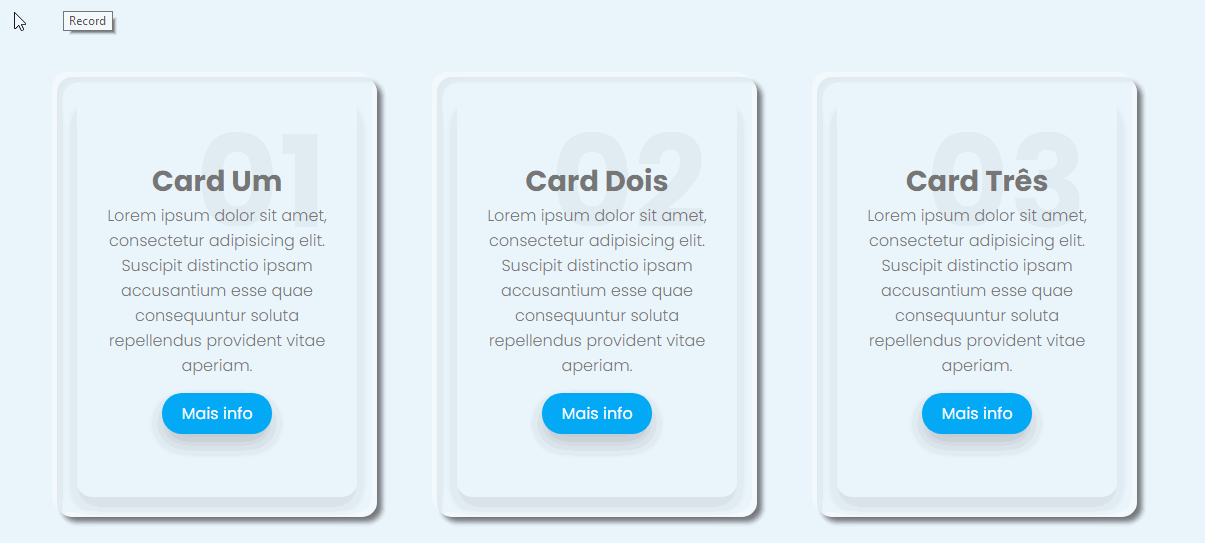 Record
01
Card Um
Lorem ipsum dolor sit amet,
consectetur adipisicing elit.
Suscipit distinctio ipsam
accusantium esse quae
consequuntur soluta
repellendus provident vitae
aperiam.
Mais info
02
Card Dois
Lorem ipsum dolor sit amet,
consectetur adipisicing elit.
Suscipit distinctio ipsam
accusantium esse quae
consequuntur soluta
repellendus provident vitae
aperiam.
Mais info
03
Card Três
Lorem ipsum dolor sit amet,
consectetur adipisicing elit.
Suscipit distinctio ipsam
accusantium esse quae
consequuntur soluta
repellendus provident vitae
aperiam.
Mais info